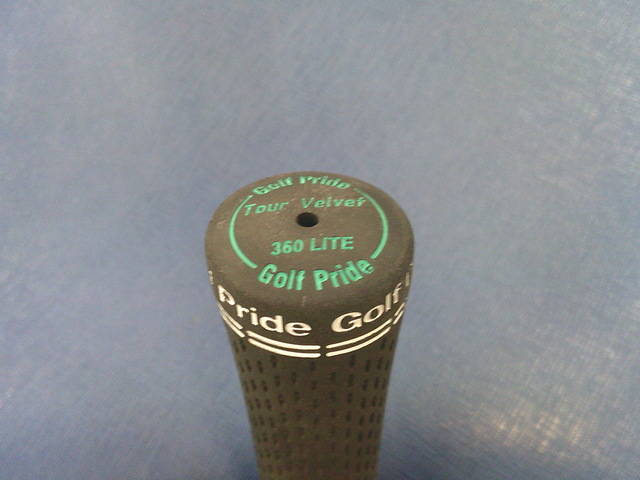 Golf Pride
Tour Velvet
360 LITE
Golf Pride
Pride Golf